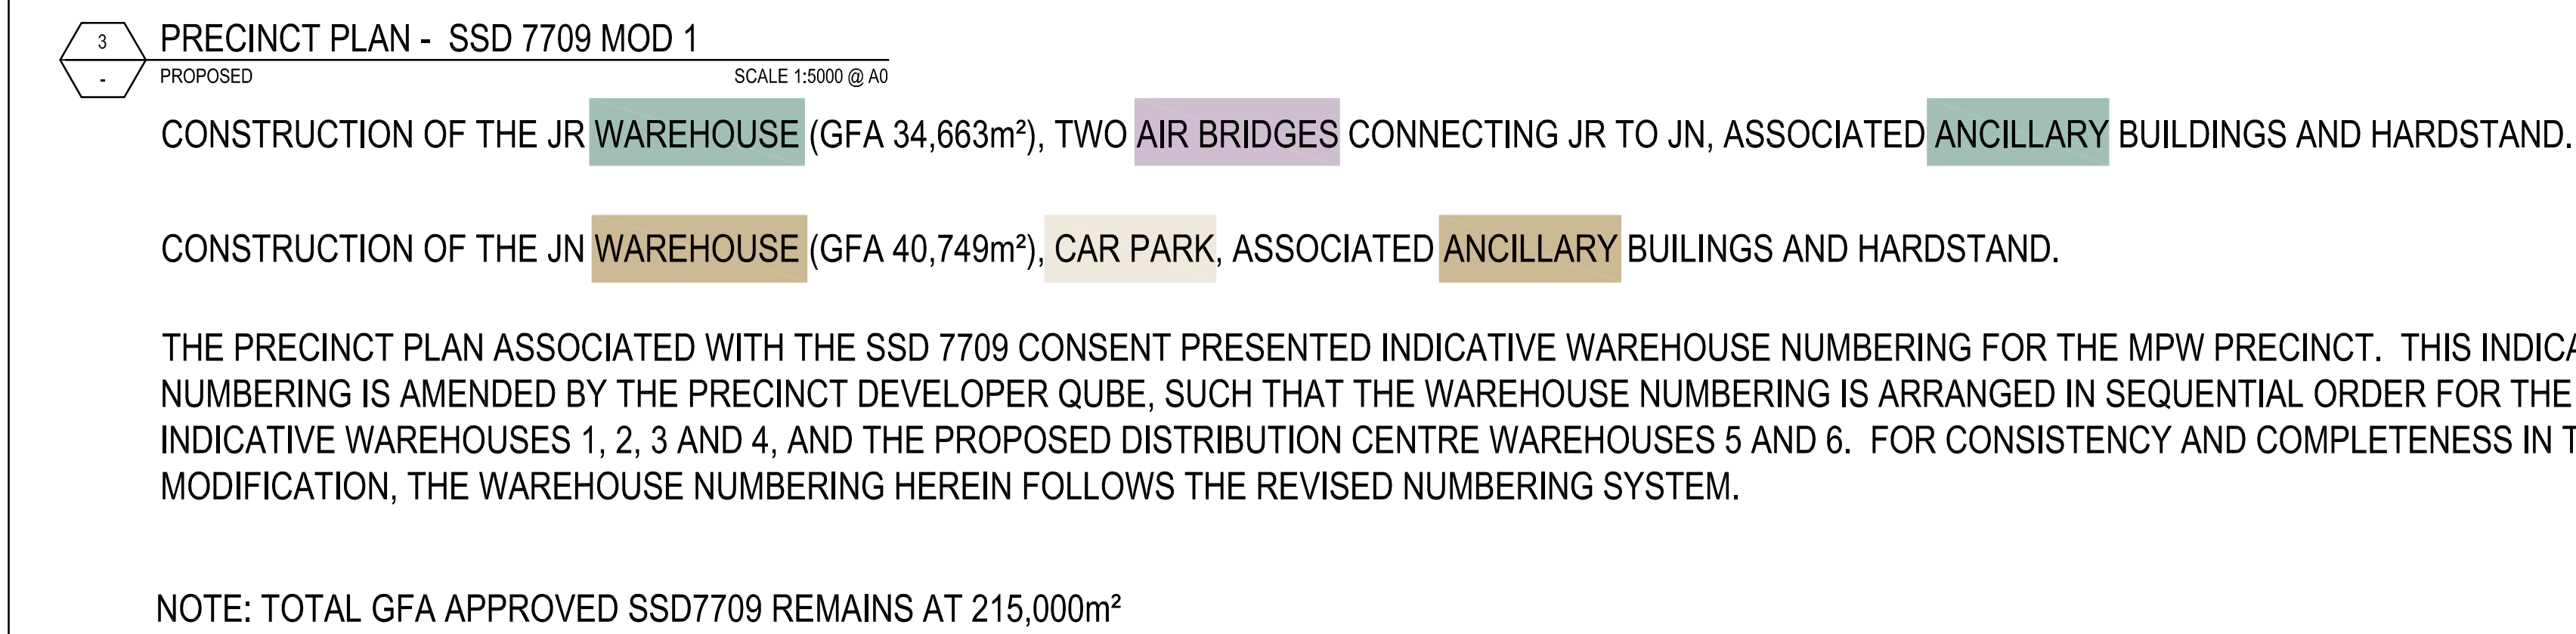 3
PRECINCT PLAN - SSD 7709 MOD 1
-
PROPOSED SCALE 1:5000 @ A0
CONSTRUCTION OF THE JR WAREHOUSE (GFA 34,663m²), TWO AIR BRIDGES CONNECTING JR TO JN, ASSOCIATED ANCILLARY BUILDINGS AND HARDSTAND.
CONSTRUCTION OF THE JN WAREHOUSE (GFA 40,749m²), CAR PARK, ASSOCIATED ANCILLARY BUILINGS AND HARDSTAND.
THE PRECINCT PLAN ASSOCIATED WITH THE SSD 7709 CONSENT PRESENTED INDICATIVE WAREHOUSE NUMBERING FOR THE MPW PRECINCT. THIS
NUMBERING IS AMENDED BY THE PRECINCT DEVELOPER QUBE, SUCH THAT THE WAREHOUSE NUMBERING IS ARRANGED IN SEQUENTIAL ORDER FOR THE
INDICATIVE WAREHOUSES 1, 2, 3 AND 4, AND THE PROPOSED DISTRIBUTION CENTRE WAREHOUSES 5 AND 6. FOR CONSISTENCY AND COMPLETENESS IN
MODIFICATION, THE WAREHOUSE NUMBERING HEREIN FOLLOWS THE REVISED NUMBERING SYSTEM.
NOTE: TOTAL GFA APPROVED SSD7709 REMAINS AT 215,000m²